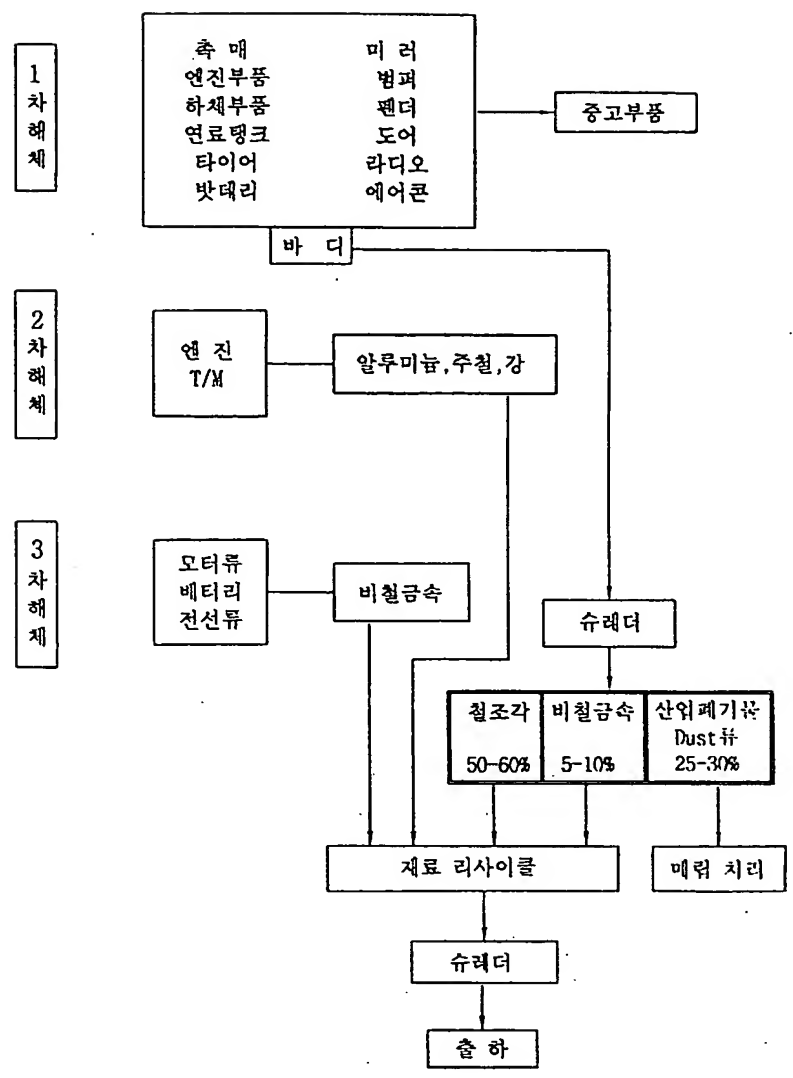 1차해체
촉 매 미 러
엔진부품 범퍼
하체부품 펜더
연료탱크 도어
타이어 라디오
밧데리 에어콘
중고부품
바 디
2차해체
엔 진
T/M
알루미늄,주철,강
3차해체
모터류
배터리
전선류
비철금속
슈레더
철조각 비철금속 산업폐기물
Dust류
50-60% 5-10% 25-30%
재료 리사이클
매립 처리
슈레더
출 하